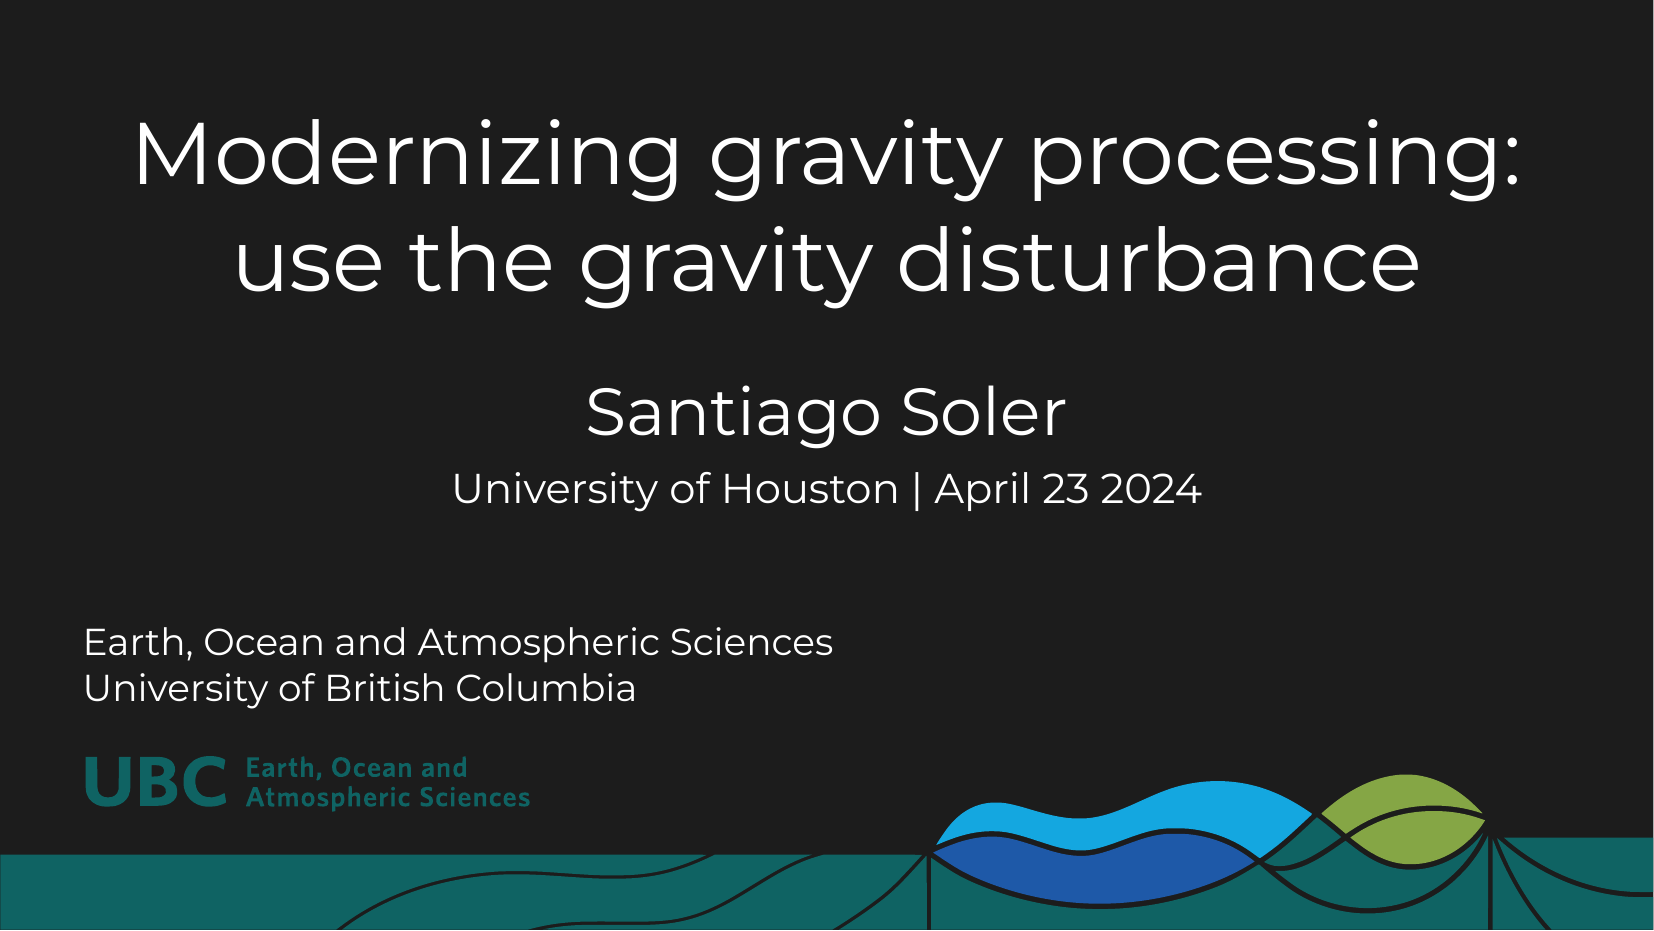 Modernizing gravity processing:
use the gravity disturbance
Santiago Soler
University of Houston | April 23 2024
Earth, Ocean and Atmospheric Sciences
University of British Columbia
UBC Earth, Ocean and
Atmospheric Sciences